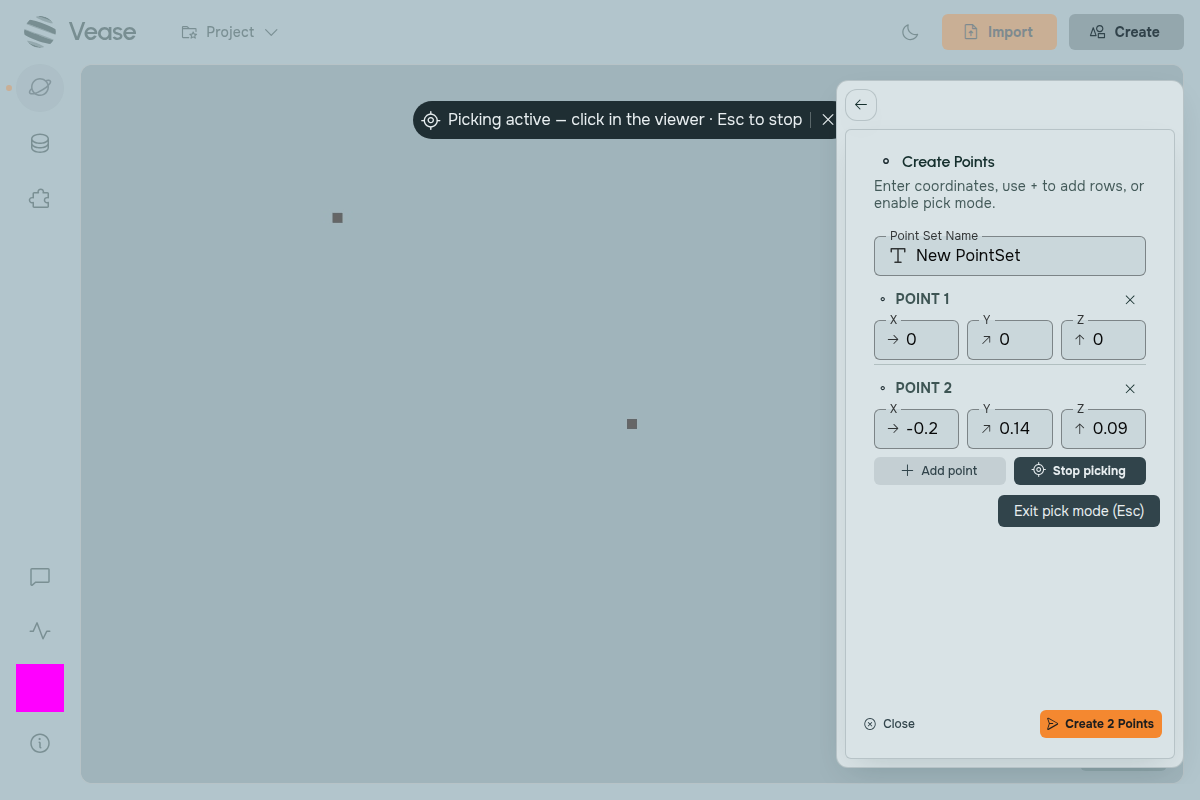 Vease
Project
Import
Create
Picking active — click in the viewer · Esc to stop
Create Points
Enter coordinates, use + to add rows, or
enable pick mode.
Point Set Name
New PointSet
POINT 1
X
Y
Z
0
0
0
POINT 2
X
Y
Z
-0.2
0.14
0.09
Add point
Stop picking
Exit pick mode (Esc)
Close
Create 2 Points